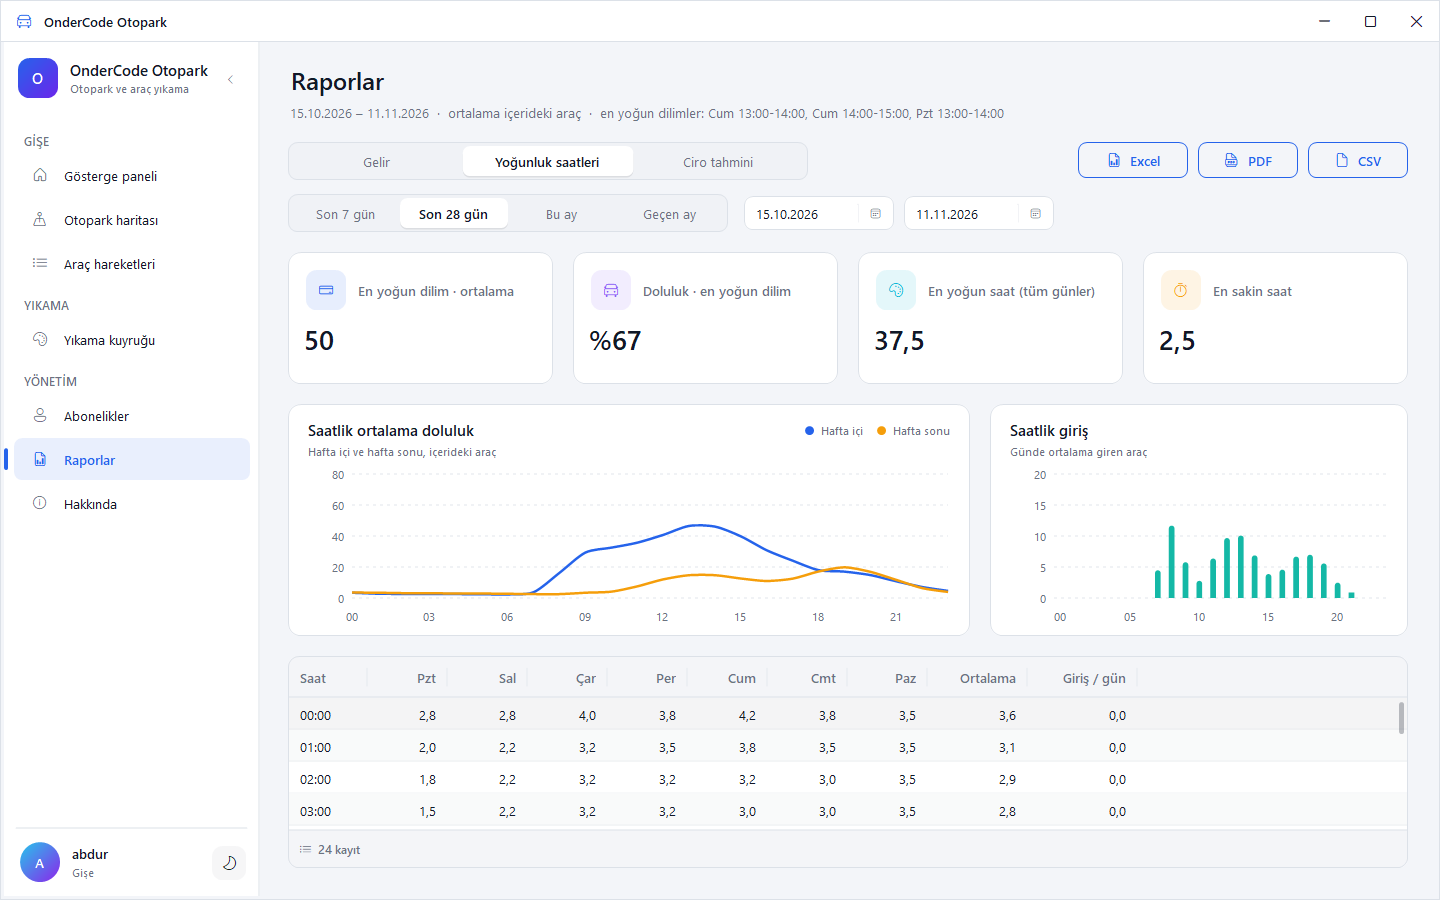 OnderCode Otopark
O
OnderCode Otopark
Otopark ve araç yıkama
GİŞE
Gösterge paneli
Otopark haritası
Araç hareketleri
YIKAMA
Yıkama kuyruğu
YÖNETİM
Abonelikler
Raporlar
Hakkında
A
abdur
Gişe
Raporlar
15.10.2026 – 11.11.2026 · ortalama içerideki araç · en yoğun dilimler: Cum 13:00-14:00, Cum 14:00-15:00, Pzt 13:00-14:00
Gelir Yoğunluk saatleri Ciro tahmini
Excel PDF CSV
Son 7 gün Son 28 gün Bu ay Geçen ay 15.10.2026 11.11.2026
En yoğun dilim · ortalama
50
Doluluk · en yoğun dilim
%67
En yoğun saat (tüm günler)
37,5
En sakin saat
2,5
Saatlik ortalama doluluk
Hafta içi Hafta sonu
Hafta içi ve hafta sonu, içerideki araç
80
60
40
20
0
00 03 06 09 12 15 18 21
Saatlik giriş
Günde ortalama giren araç
20
15
10
5
0
00 05 10 15 20
Saat Pzt Sal Çar Per Cum Cmt Paz Ortalama Giriş / gün
00:00 2,8 2,8 4,0 3,8 4,2 3,8 3,5 3,6 0,0
01:00 2,0 2,2 3,2 3,5 3,8 3,5 3,5 3,1 0,0
02:00 1,8 2,2 3,2 3,2 3,2 3,0 3,5 2,9 0,0
03:00 1,5 2,2 3,2 3,2 3,0 3,0 3,5 2,8 0,0
24 kayıt